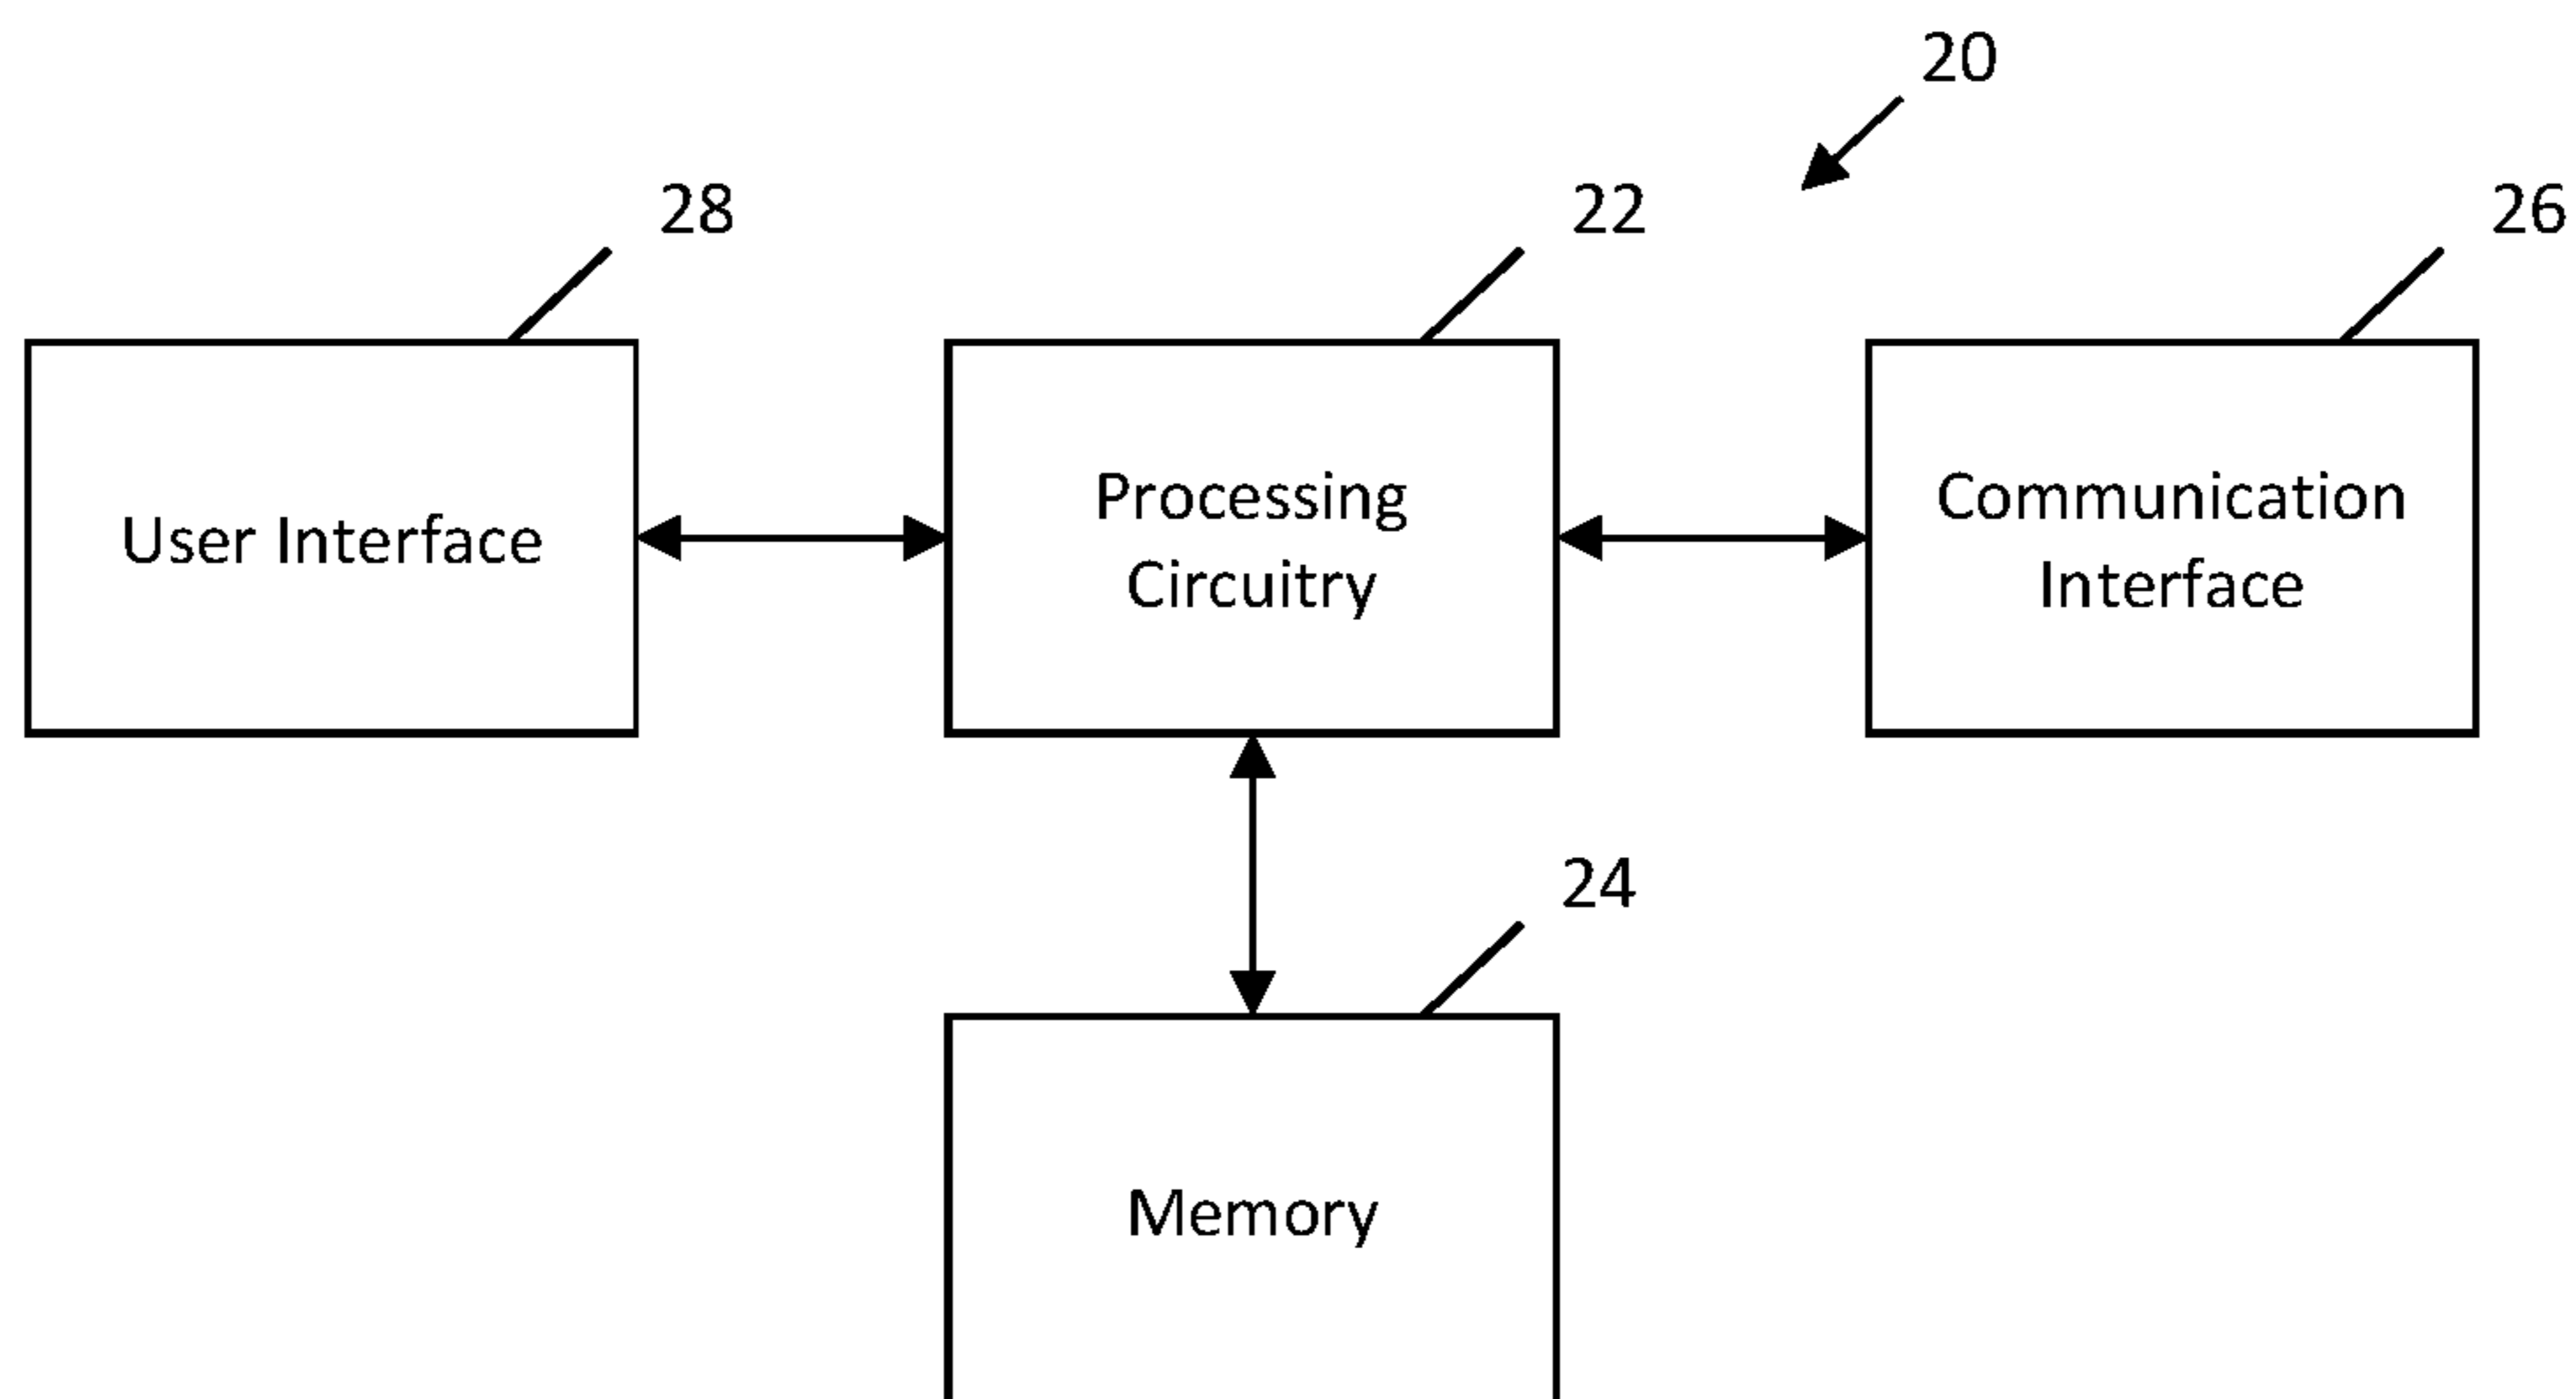 20
28
22
26
User Interface
Processing
Circuitry
Communication
Interface
24
Memory